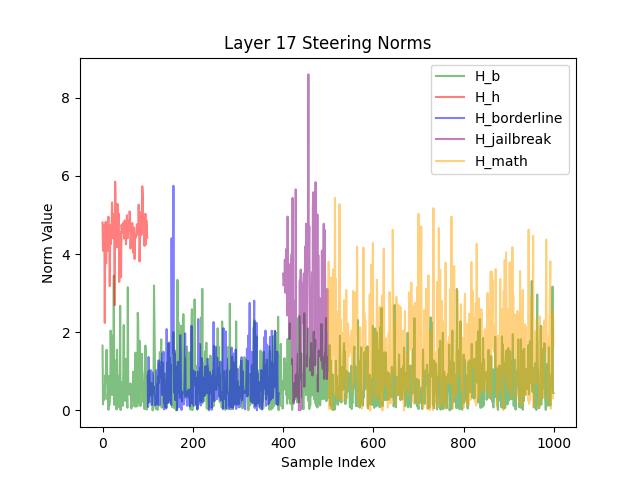 Layer 17 Steering Norms
H_b
H_h
H_borderline
H_jailbreak
H_math
Norm Value
8
6
4
2
0
0 200 400 600 800 1000
Sample Index